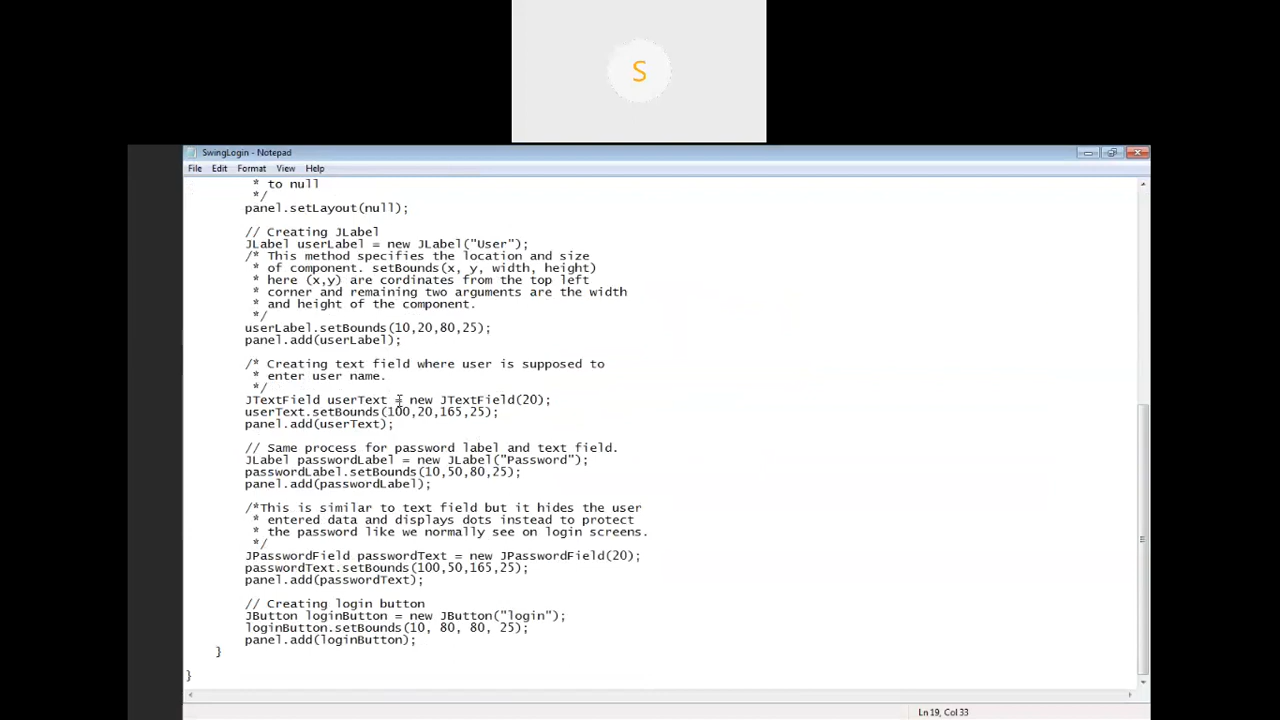 S
SwingLogin - Notepad
File Edit Format View Help
* to null
*/
panel.setLayout(null);
// Creating JLabel
JLabel userLabel = new JLabel("User");
/* This method specifies the location and size
* of component. setBounds(x, y, width, height)
* here (x,y) are cordinates from the top left
* corner and remaining two arguments are the width
* and height of the component.
*/
userLabel.setBounds(10,20,80,25);
panel.add(userLabel);
/* Creating text field where user is supposed to
* enter user name.
*/
JTextField userText = new JTextField(20);
userText.setBounds(100,20,165,25);
panel.add(userText);
// Same process for password label and text field.
JLabel passwordLabel = new JLabel("Password");
passwordLabel.setBounds(10,50,80,25);
panel.add(passwordLabel);
/*This is similar to text field but it hides the user
* entered data and displays dots instead to protect
* the password like we normally see on login screens.
*/
JPasswordField passwordText = new JPasswordField(20);
passwordText.setBounds(100,50,165,25);
panel.add(passwordText);
// Creating login button
JButton loginButton = new JButton("login");
loginButton.setBounds(10, 80, 80, 25);
panel.add(loginButton);
}
}
Ln 19, Col 33